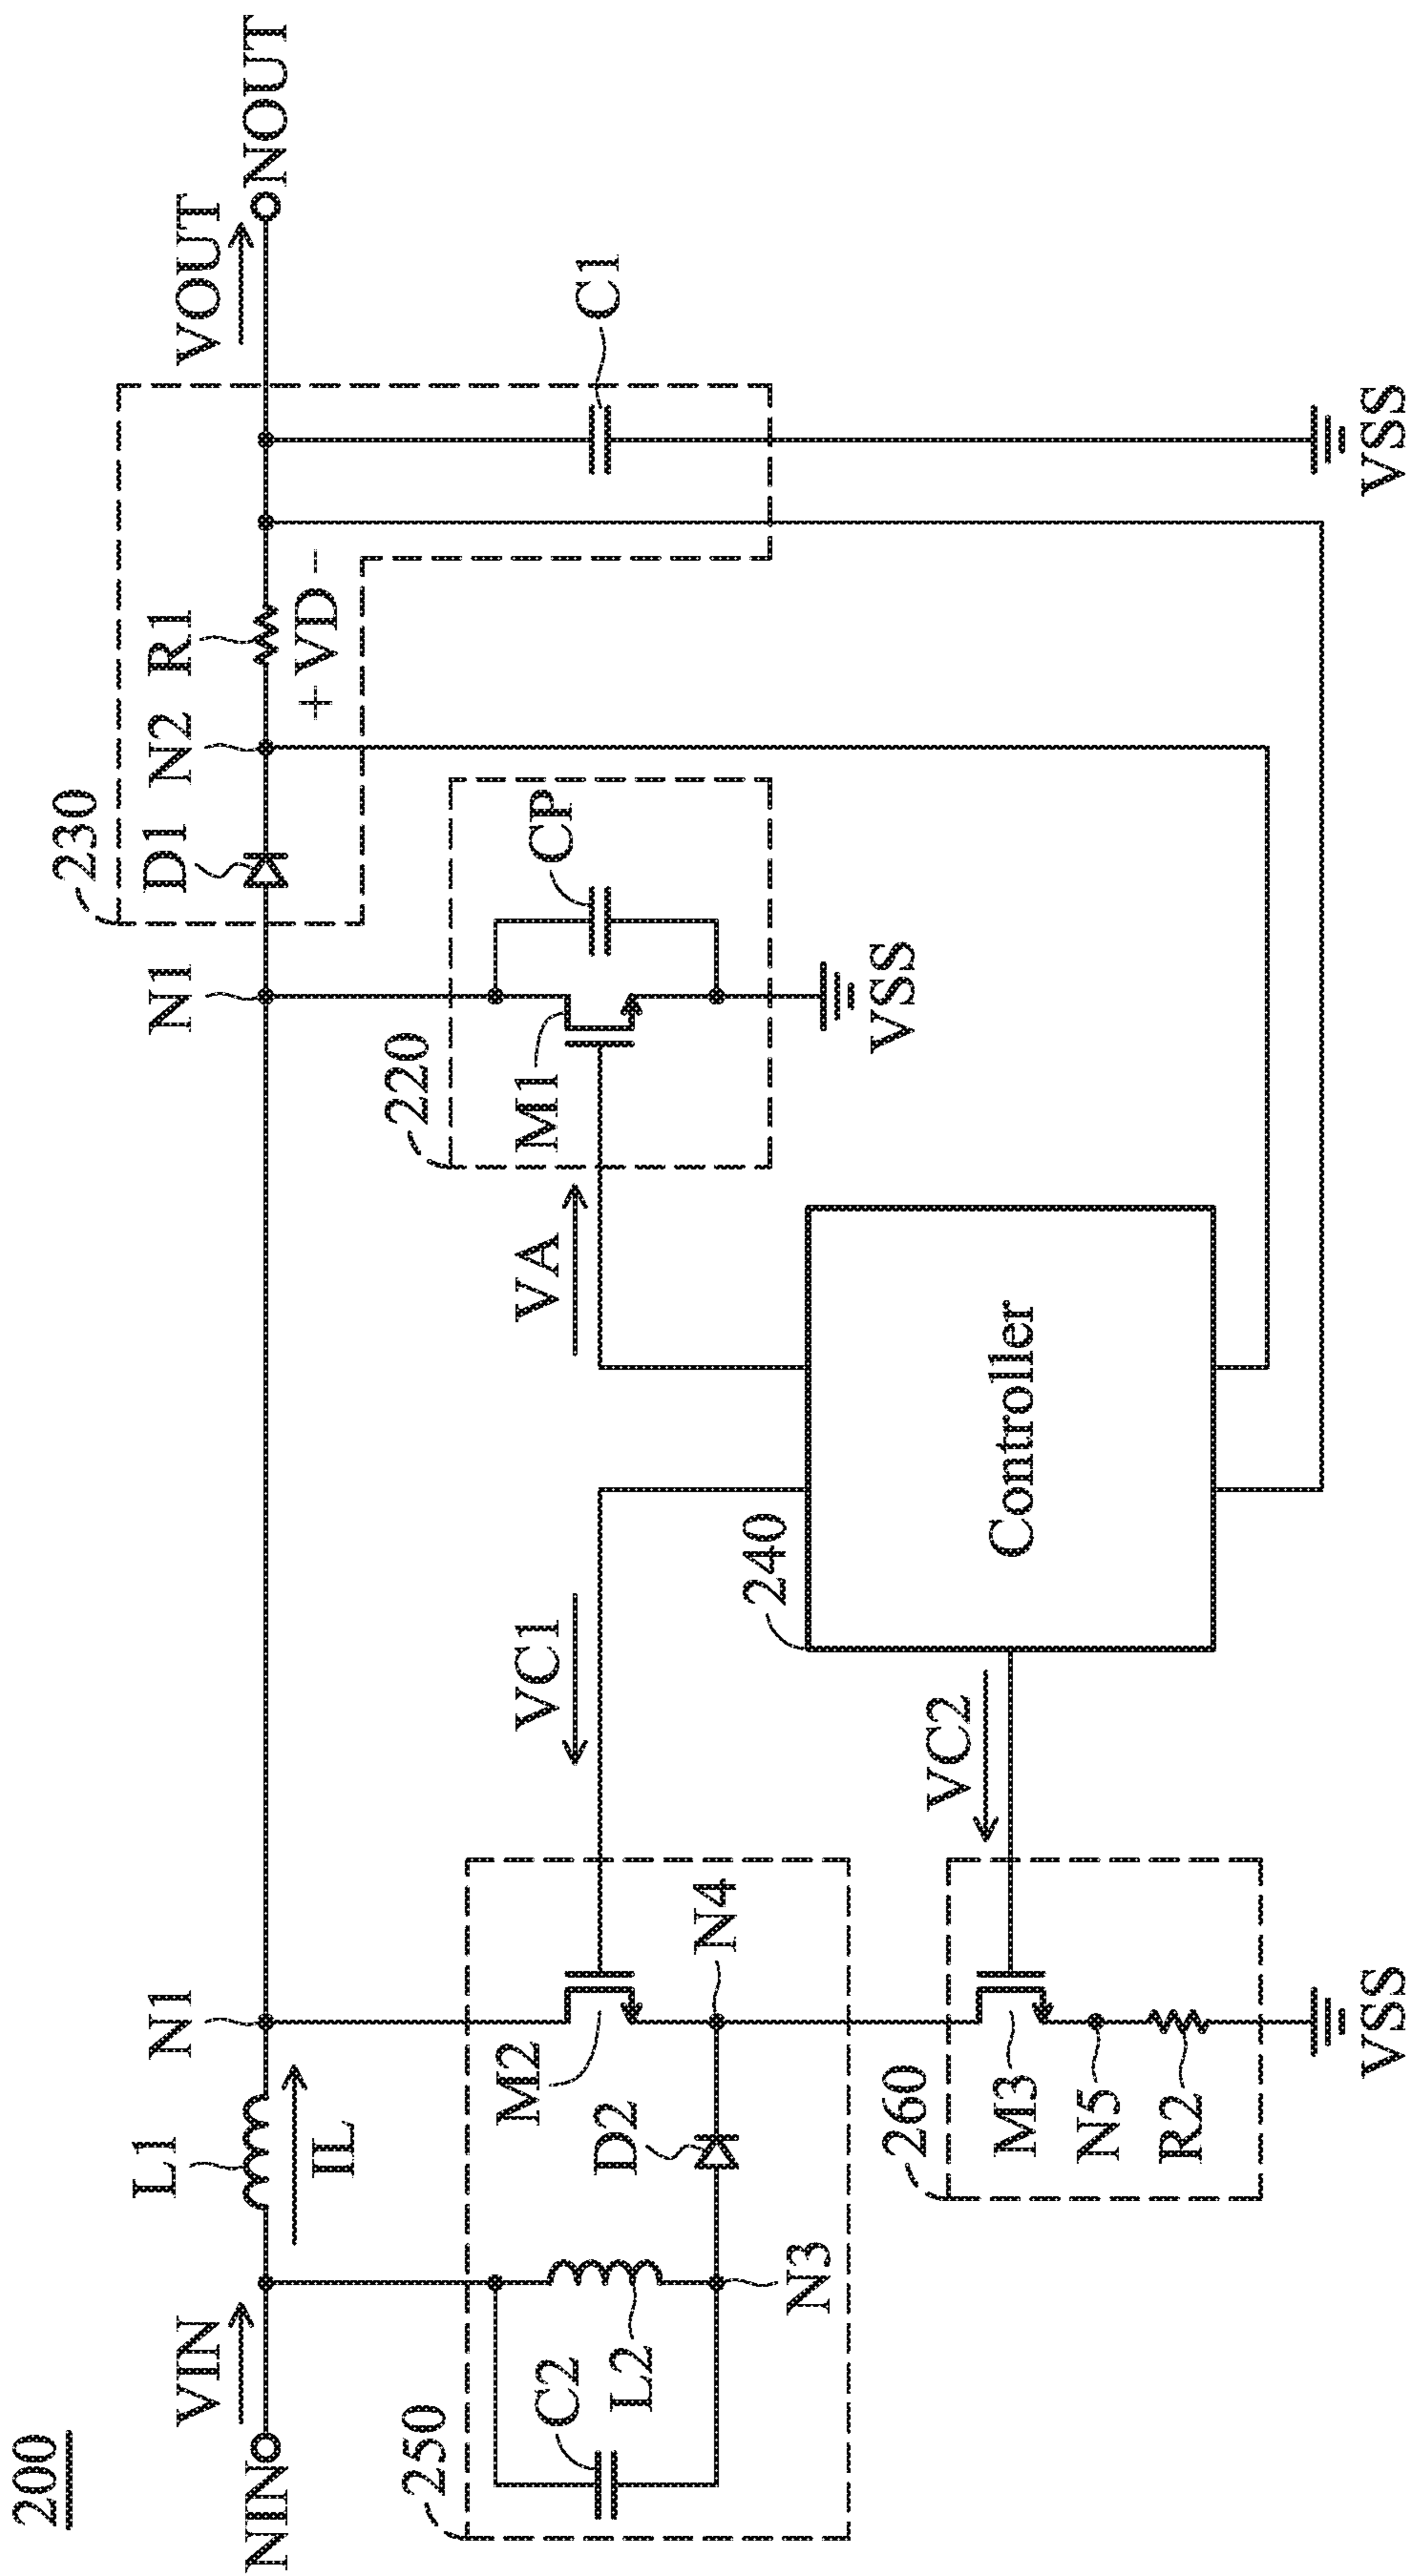 200
NIN
VIN
L1
IL
N1
N1
230
D1
N2
R1
+ VD −
VOUT
NOUT
250
C2
L2
N3
D2
M2
N4
VC1
VA
220
M1
CP
VSS
C1
VSS
240
Controller
VC2
260
M3
N5
R2
VSS